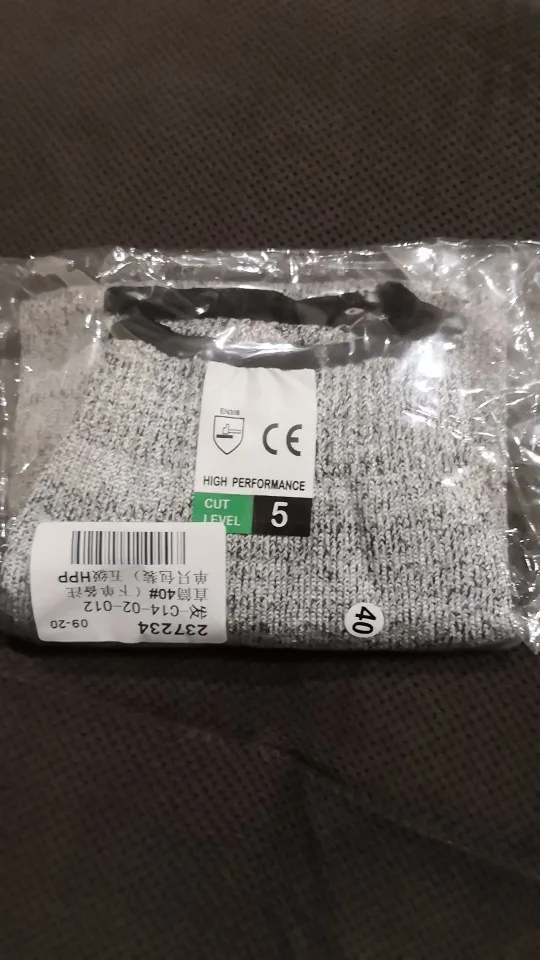 EN388
CE
HIGH PERFORMANCE
CUT
LEVEL
5
40
237234
09-20
C14-02-012
直筒40#（下单备注
单只包装）五级HPP